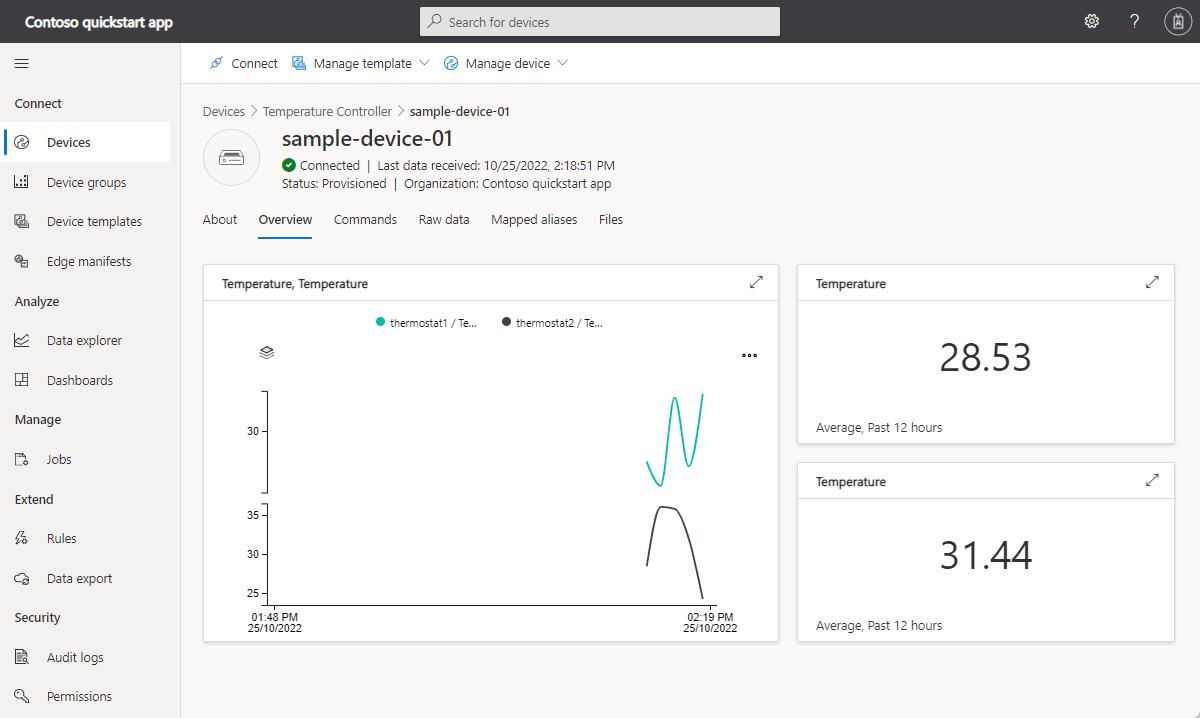 Contoso quickstart app
Search for devices
?
Connect
Devices
Device groups
Device templates
Edge manifests
Analyze
Data explorer
Dashboards
Manage
Jobs
Extend
Rules
Data export
Security
Audit logs
Permissions
Connect Manage template Manage device
Devices > Temperature Controller > sample-device-01
sample-device-01
Connected | Last data received: 10/25/2022, 2:18:51 PM
Status: Provisioned | Organization: Contoso quickstart app
About Overview Commands Raw data Mapped aliases Files
Temperature, Temperature
thermostat1 / Te... thermostat2 / Te...
30
35
30
25
01:48 PM 02:19 PM
25/10/2022 25/10/2022
Temperature
28.53
Average, Past 12 hours
Temperature
31.44
Average, Past 12 hours